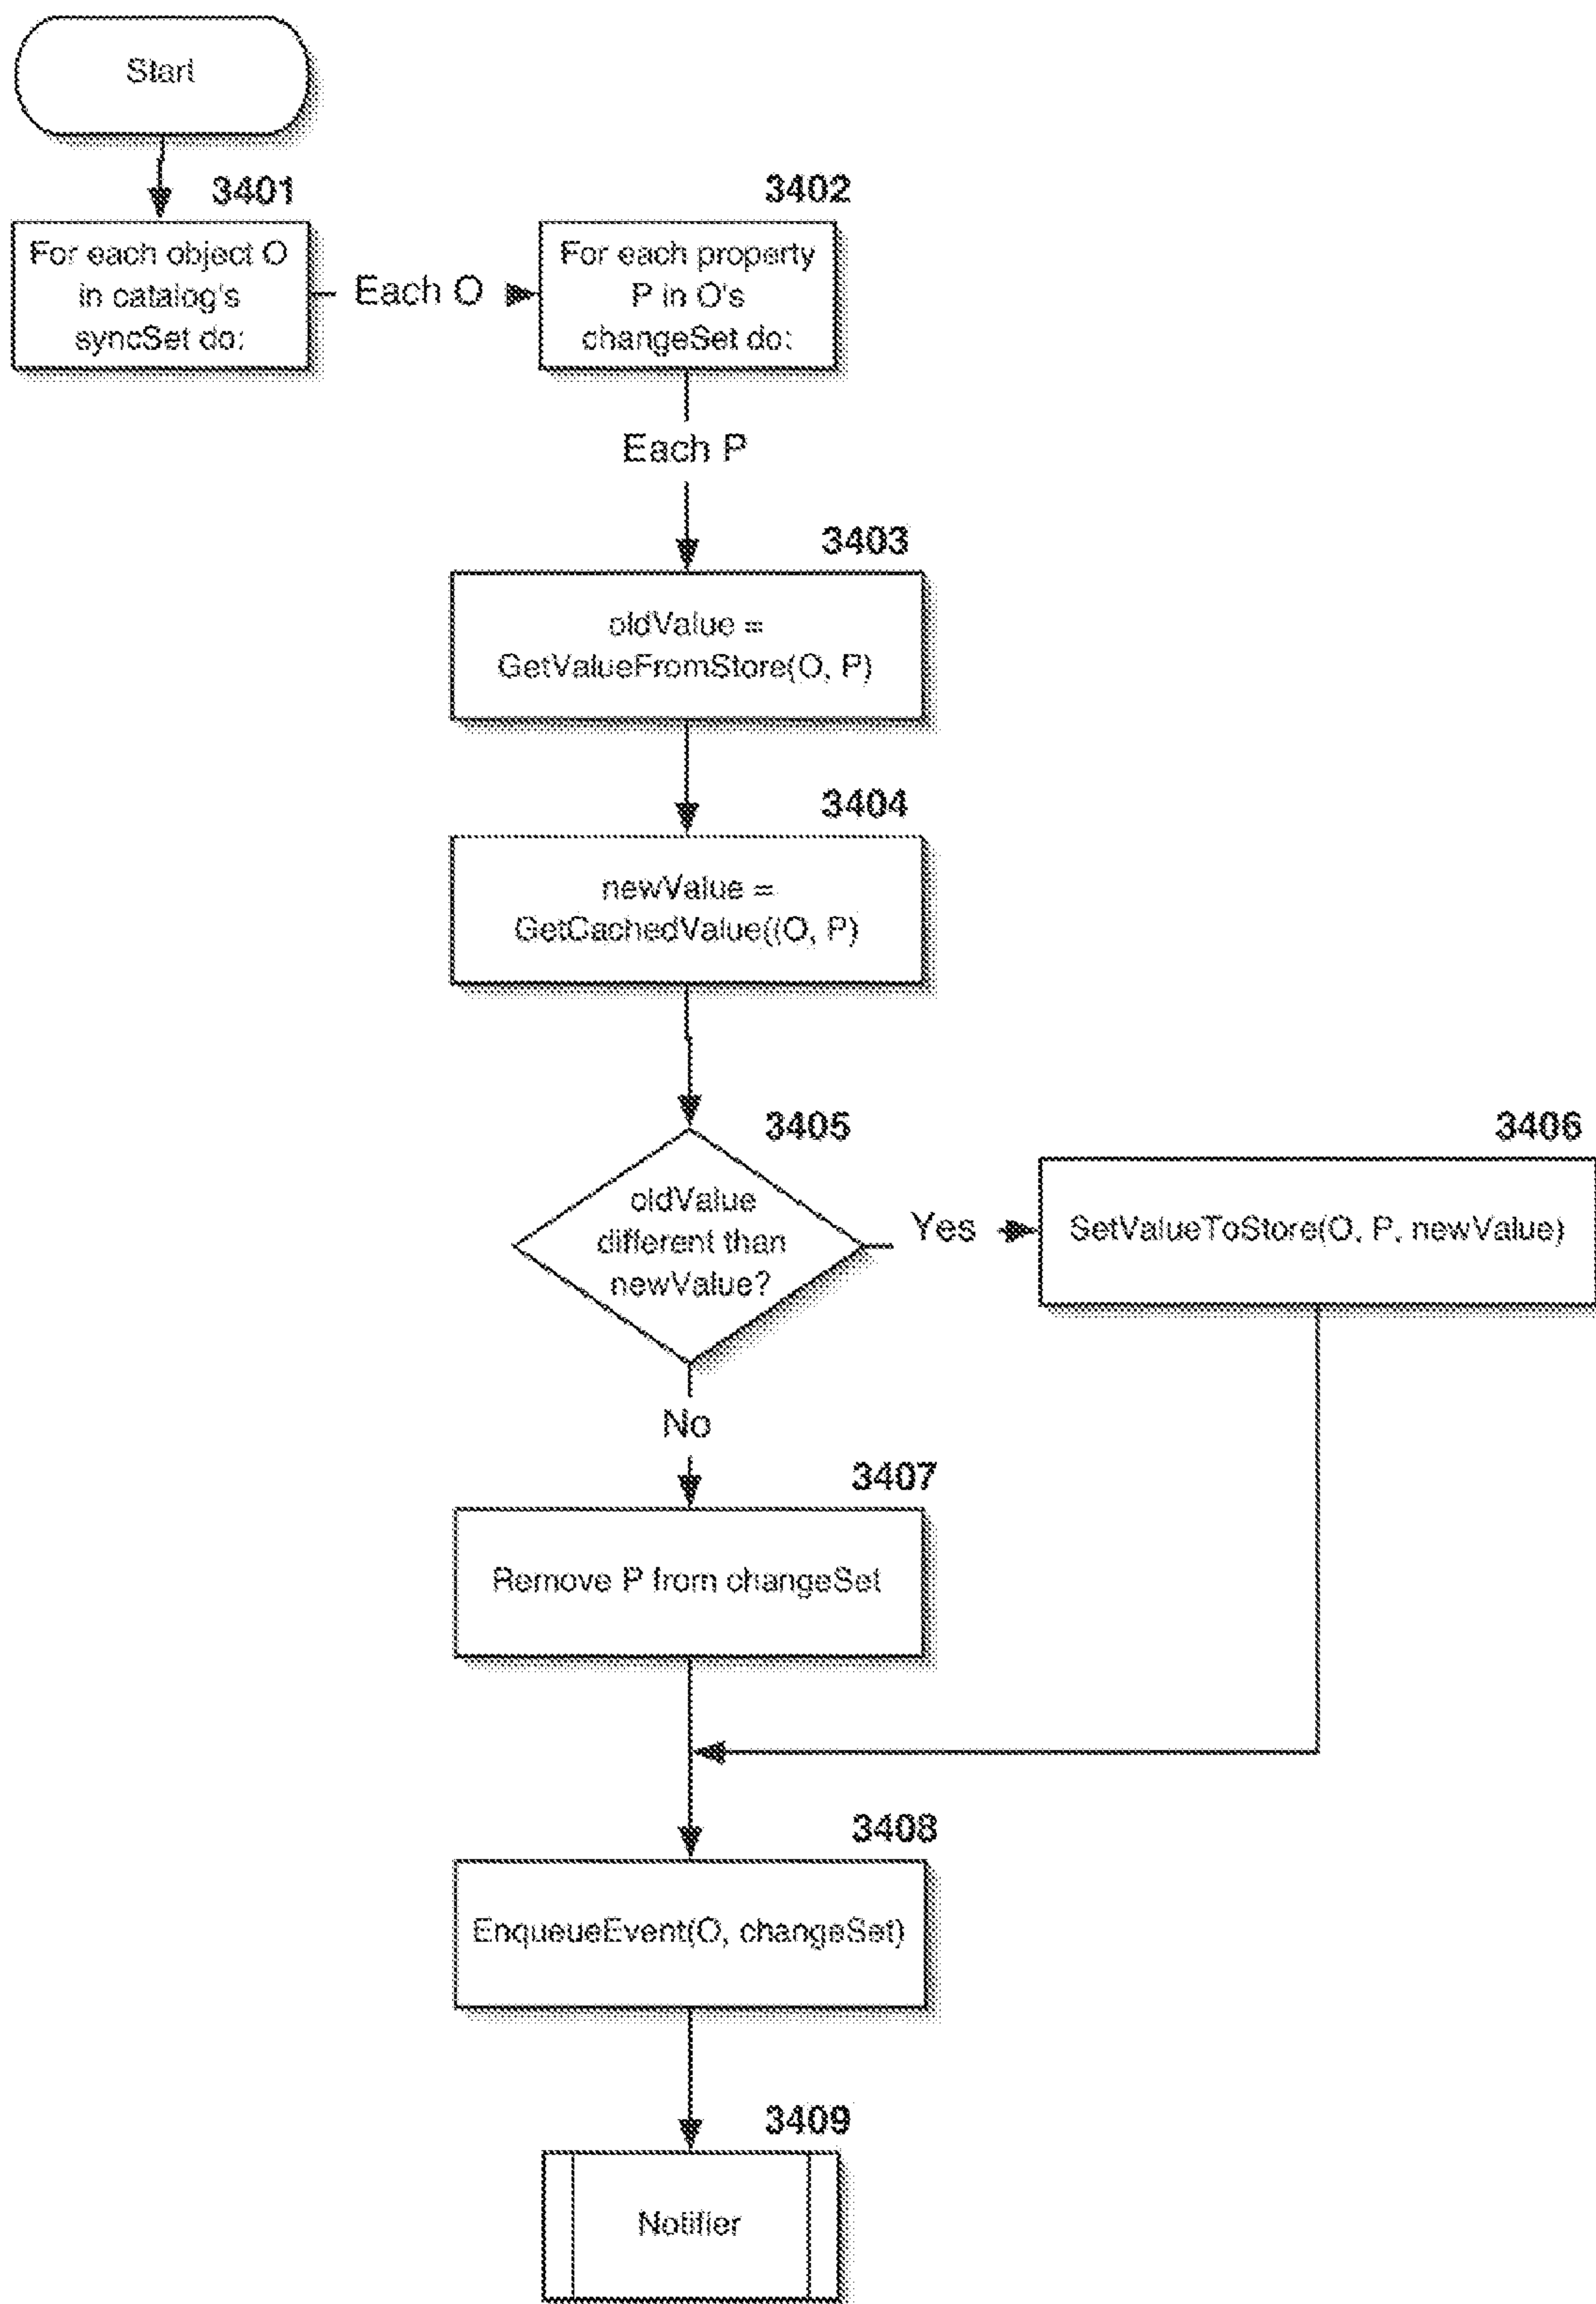 Start
3401
For each object O
in catalog's
syncSet do:
Each O
3402
For each property
P in O's
changeSet do:
Each P
3403
oldValue =
GetValueFromStore(O, P)
3404
newValue =
GetCachedValue((O, P)
3405
oldValue
different than
newValue?
Yes
3406
SetValueToStore(O, P, newValue)
No
3407
Remove P from changeSet
3408
EnqueueEvent(O, changeSet)
3409
Notifier